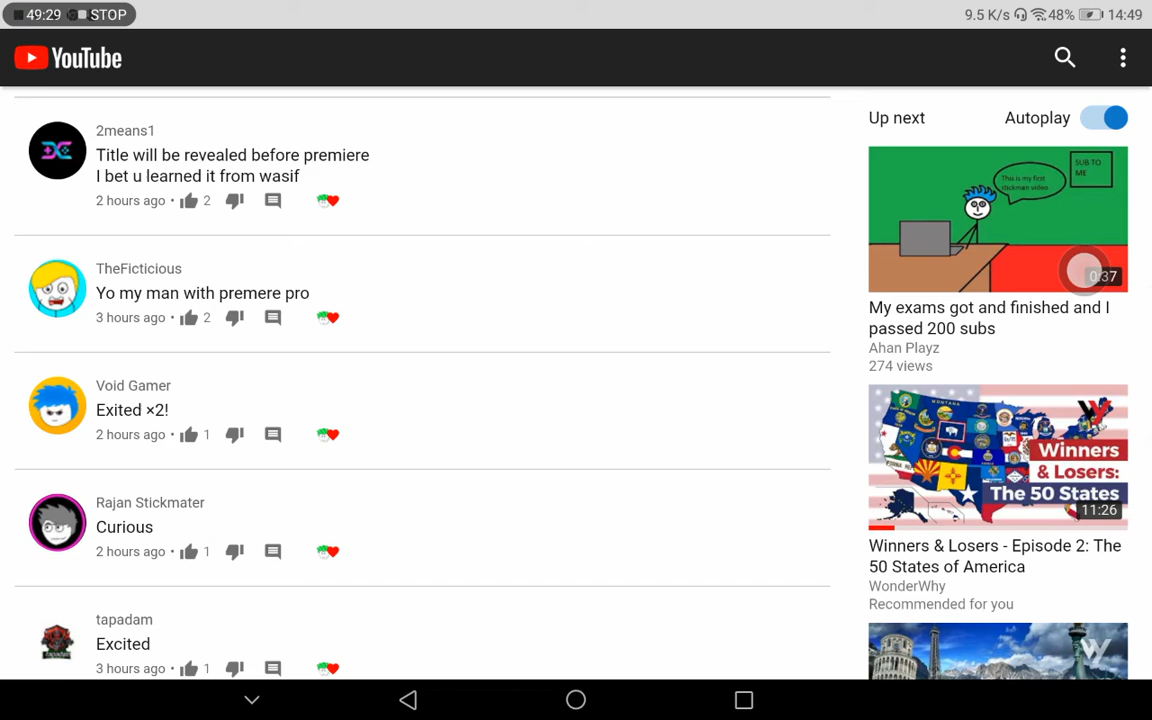 49:29 STOP
9.5 K/s 48% 14:49
YouTube
2means1
Title will be revealed before premiere
I bet u learned it from wasif
2 hours ago • 2
TheFicticious
Yo my man with premere pro
3 hours ago • 2
Void Gamer
Exited ×2!
2 hours ago • 1
Rajan Stickmater
Curious
2 hours ago • 1
tapadam
Excited
3 hours ago • 1
Up next Autoplay
This is my first
stickman video
SUB TO
ME
0:37
My exams got and finished and I
passed 200 subs
Ahan Playz
274 views
MONTANA
Winners
& Losers:
The 50 States
11:26
Winners & Losers - Episode 2: The
50 States of America
WonderWhy
Recommended for you